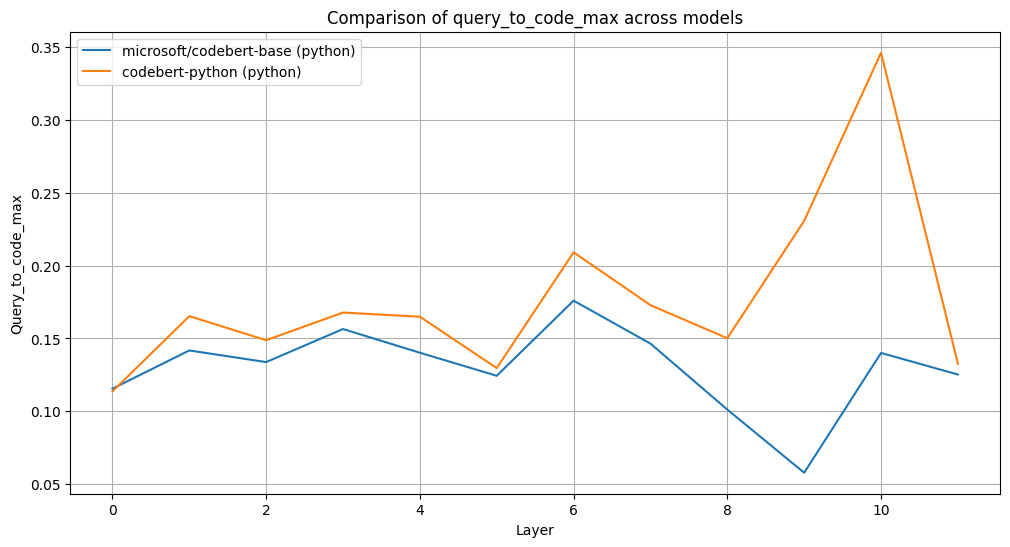 Comparison of query_to_code_max across models
microsoft/codebert-base (python)
codebert-python (python)
Query_to_code_max
0.35
0.30
0.25
0.20
0.15
0.10
0.05
0 2 4 6 8 10
Layer